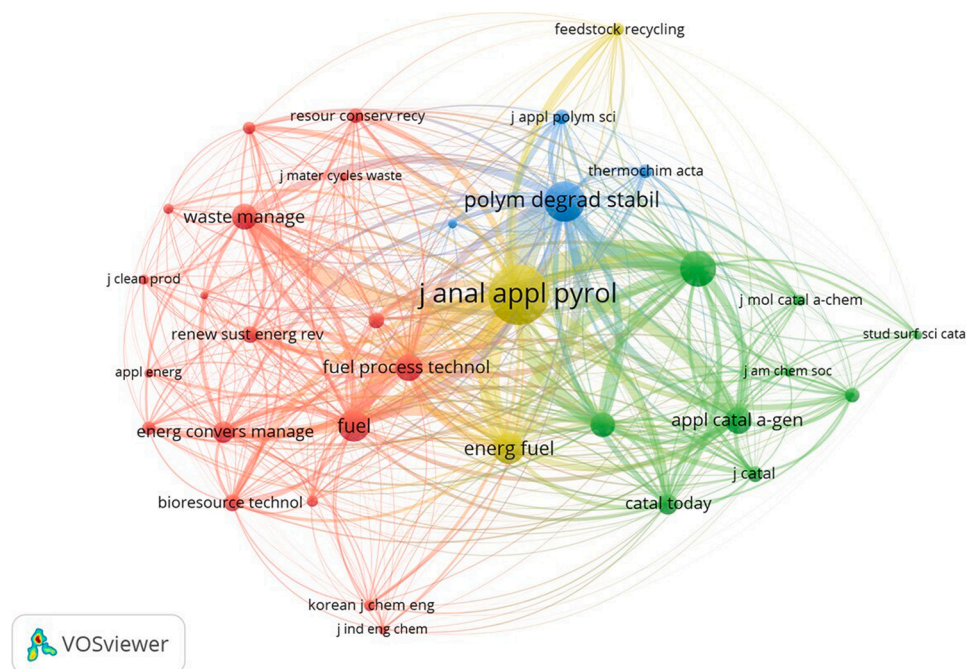 feedstock recycling
resour conserv recy
j appl polym sci
j mater cycles waste
thermochim acta
polym degrad stabil
waste manage
j clean prod
j anal appl pyrol
j mol catal a-chem
renew sust energ rev
stud surf sci cata
appl energ
fuel process technol
j am chem soc
energ convers manage
fuel
appl catal a-gen
energ fuel
j catal
bioresource technol
catal today
korean j chem eng
j ind eng chem
VOSviewer